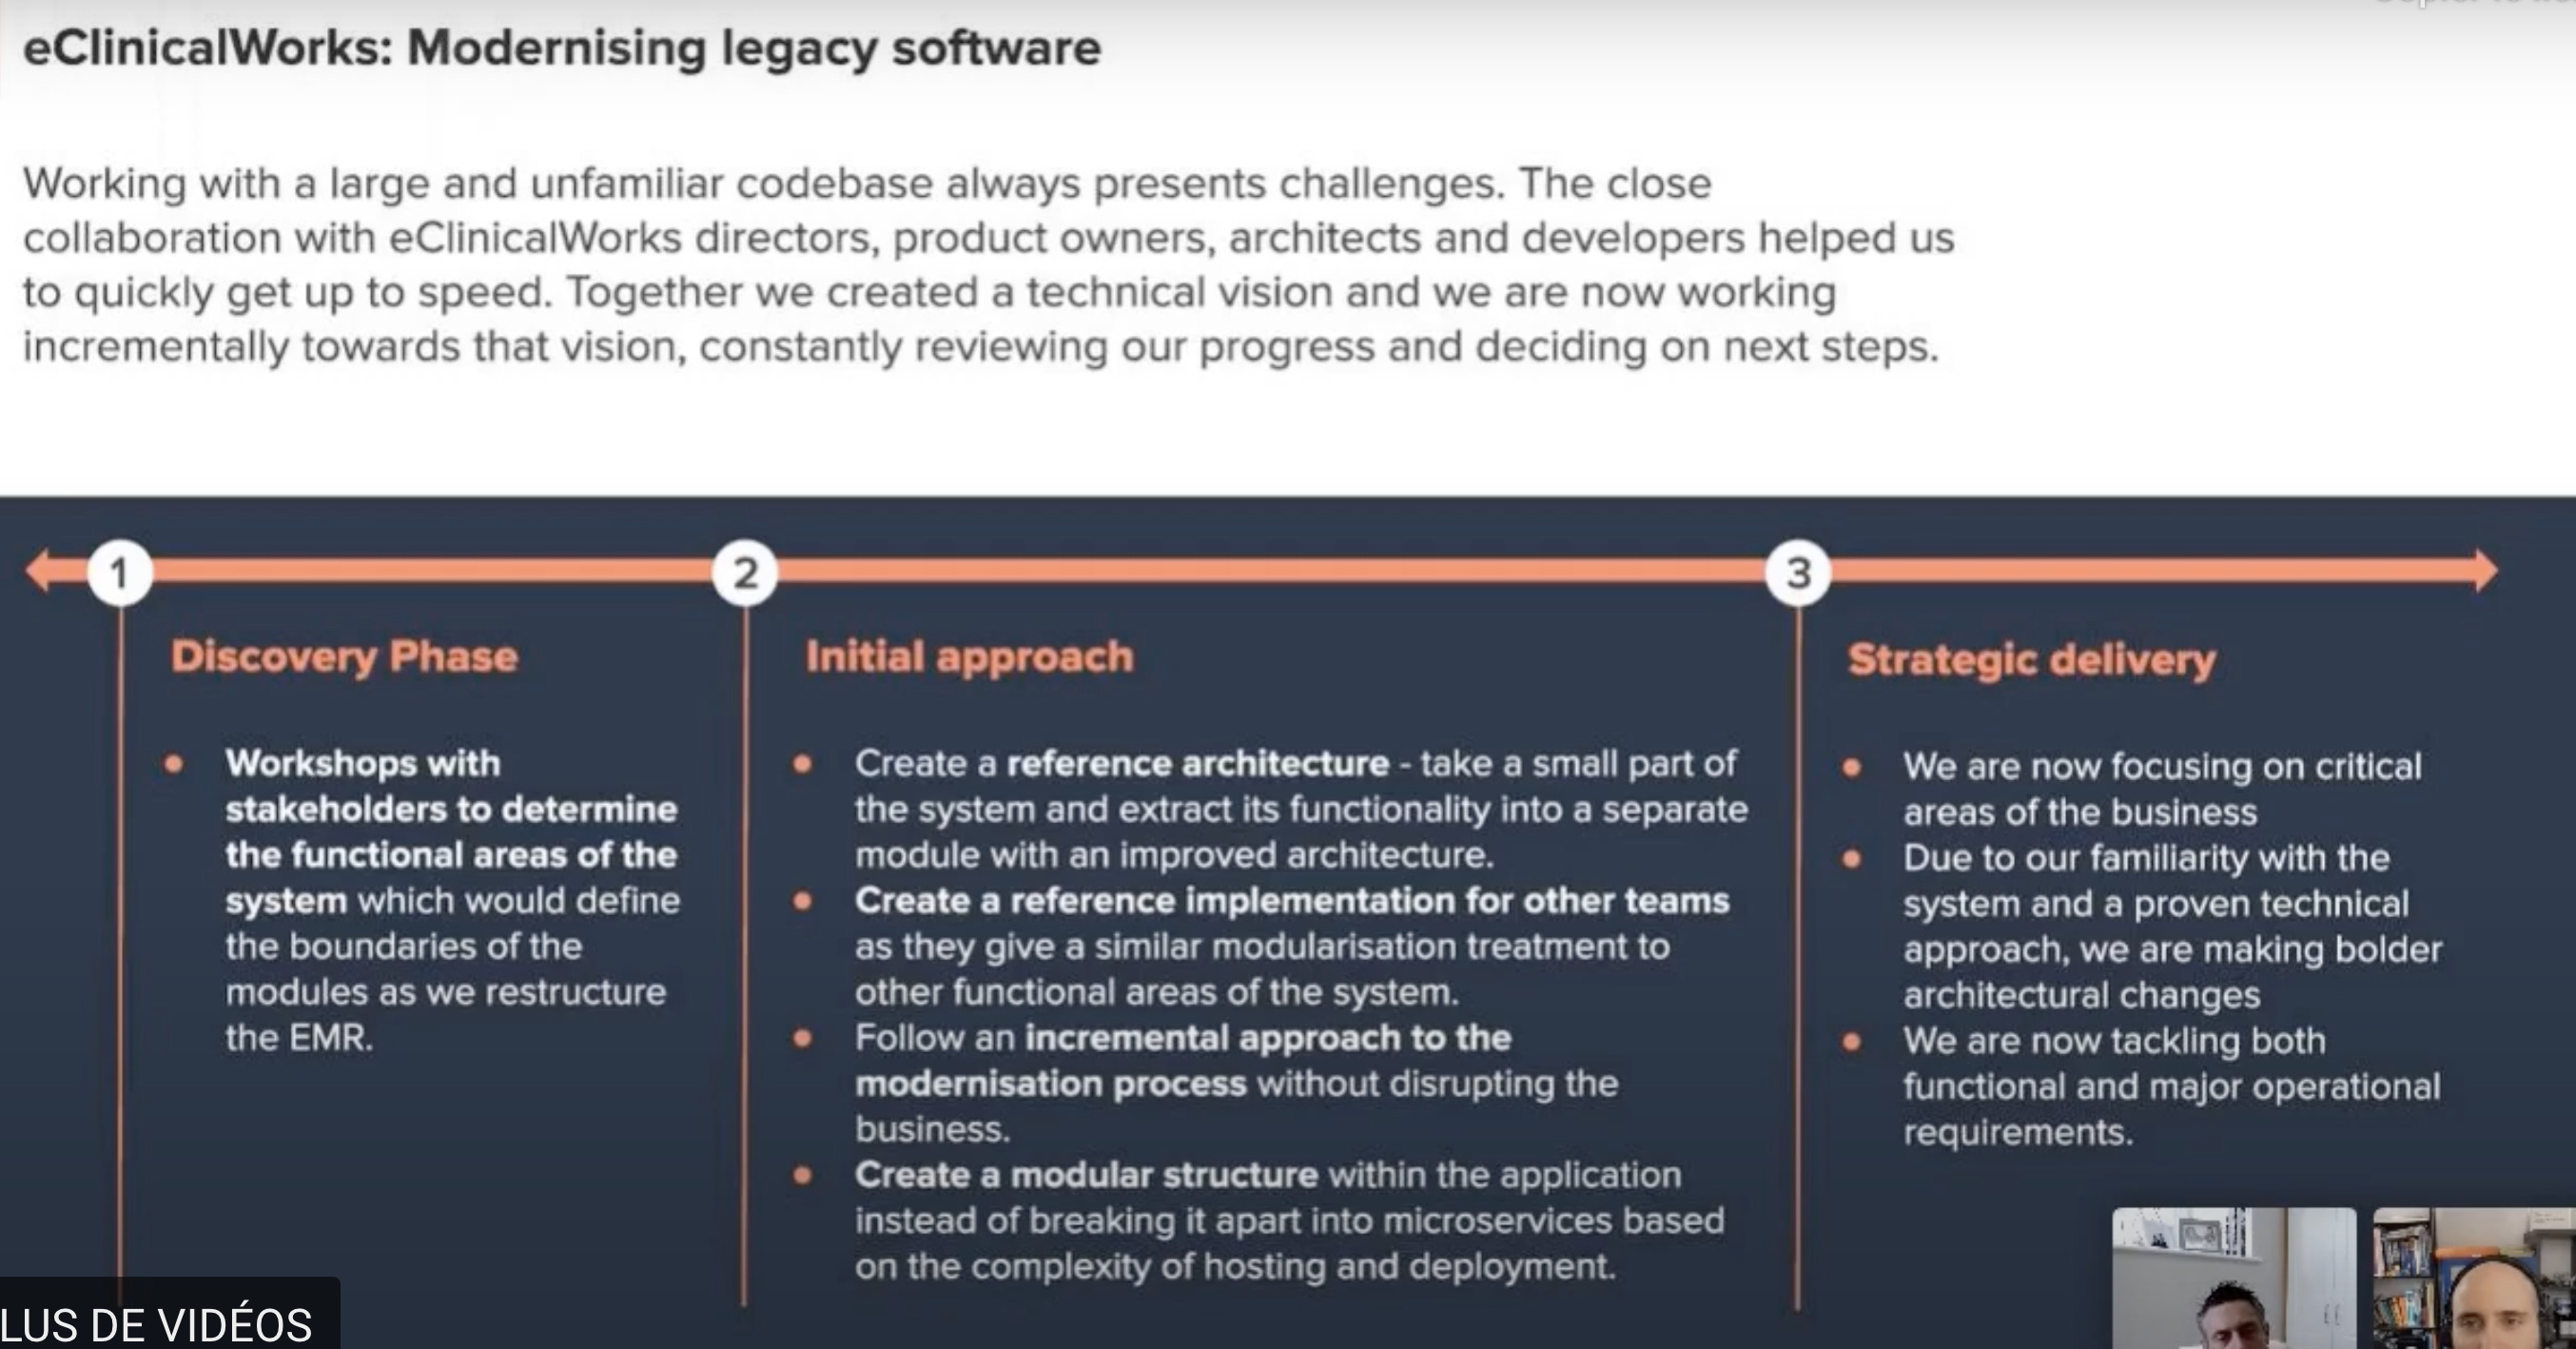 eClinicalWorks: Modernising legacy software
Working with a large and unfamiliar codebase always presents challenges. The close
collaboration with eClinicalWorks directors, product owners, architects and developers helped us
to quickly get up to speed. Together we created a technical vision and we are now working
incrementally towards that vision, constantly reviewing our progress and deciding on next steps.
1
2
3
Discovery Phase
Workshops with
stakeholders to determine
the functional areas of the
system which would define
the boundaries of the
modules as we restructure
the EMR.
Initial approach
Create a reference architecture - take a small part of
the system and extract its functionality into a separate
module with an improved architecture.
Create a reference implementation for other teams
as they give a similar modularisation treatment to
other functional areas of the system.
Follow an incremental approach to the
modernisation process without disrupting the
business.
Create a modular structure within the application
instead of breaking it apart into microservices based
on the complexity of hosting and deployment.
Strategic delivery
We are now focusing on critical
areas of the business
Due to our familiarity with the
system and a proven technical
approach, we are making bolder
architectural changes
We are now tackling both
functional and major operational
requirements.
LUS DE VIDÉOS